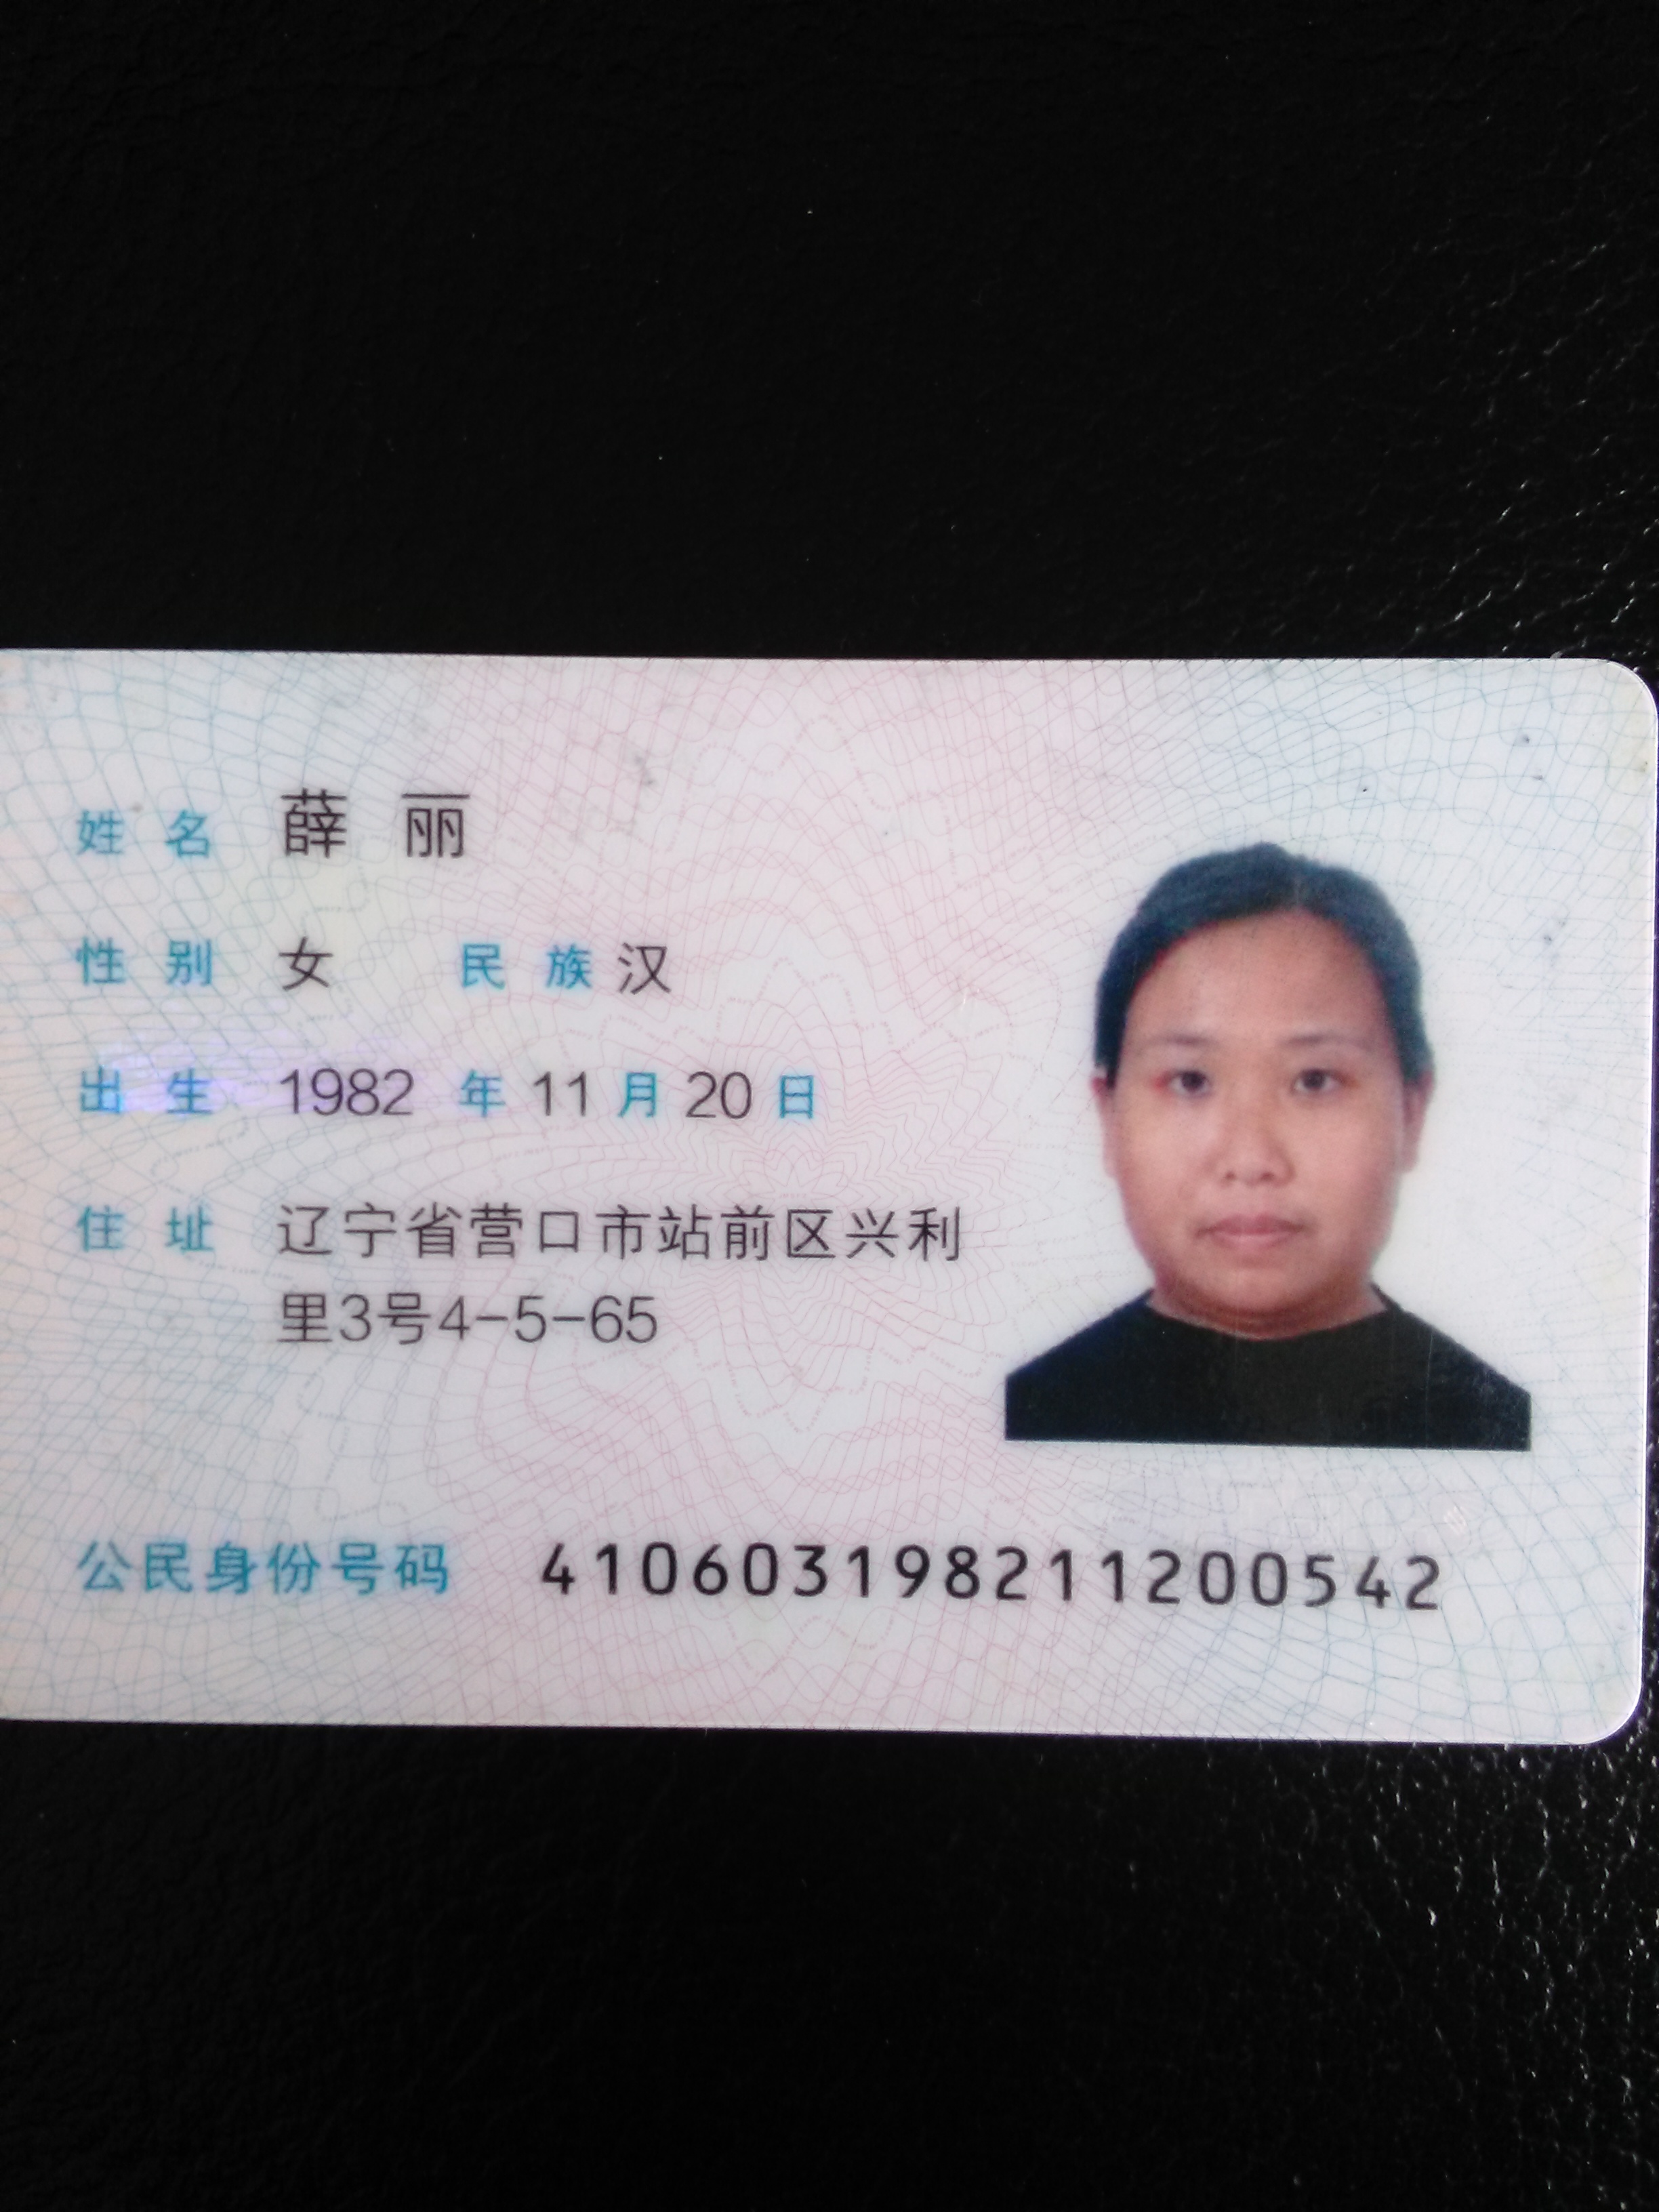 姓名 薛丽
性别 女 民族 汉
出生 1982 年 11 月 20 日
住址 辽宁省营口市站前区兴利
里3号4-5-65
公民身份号码 410603198211200542